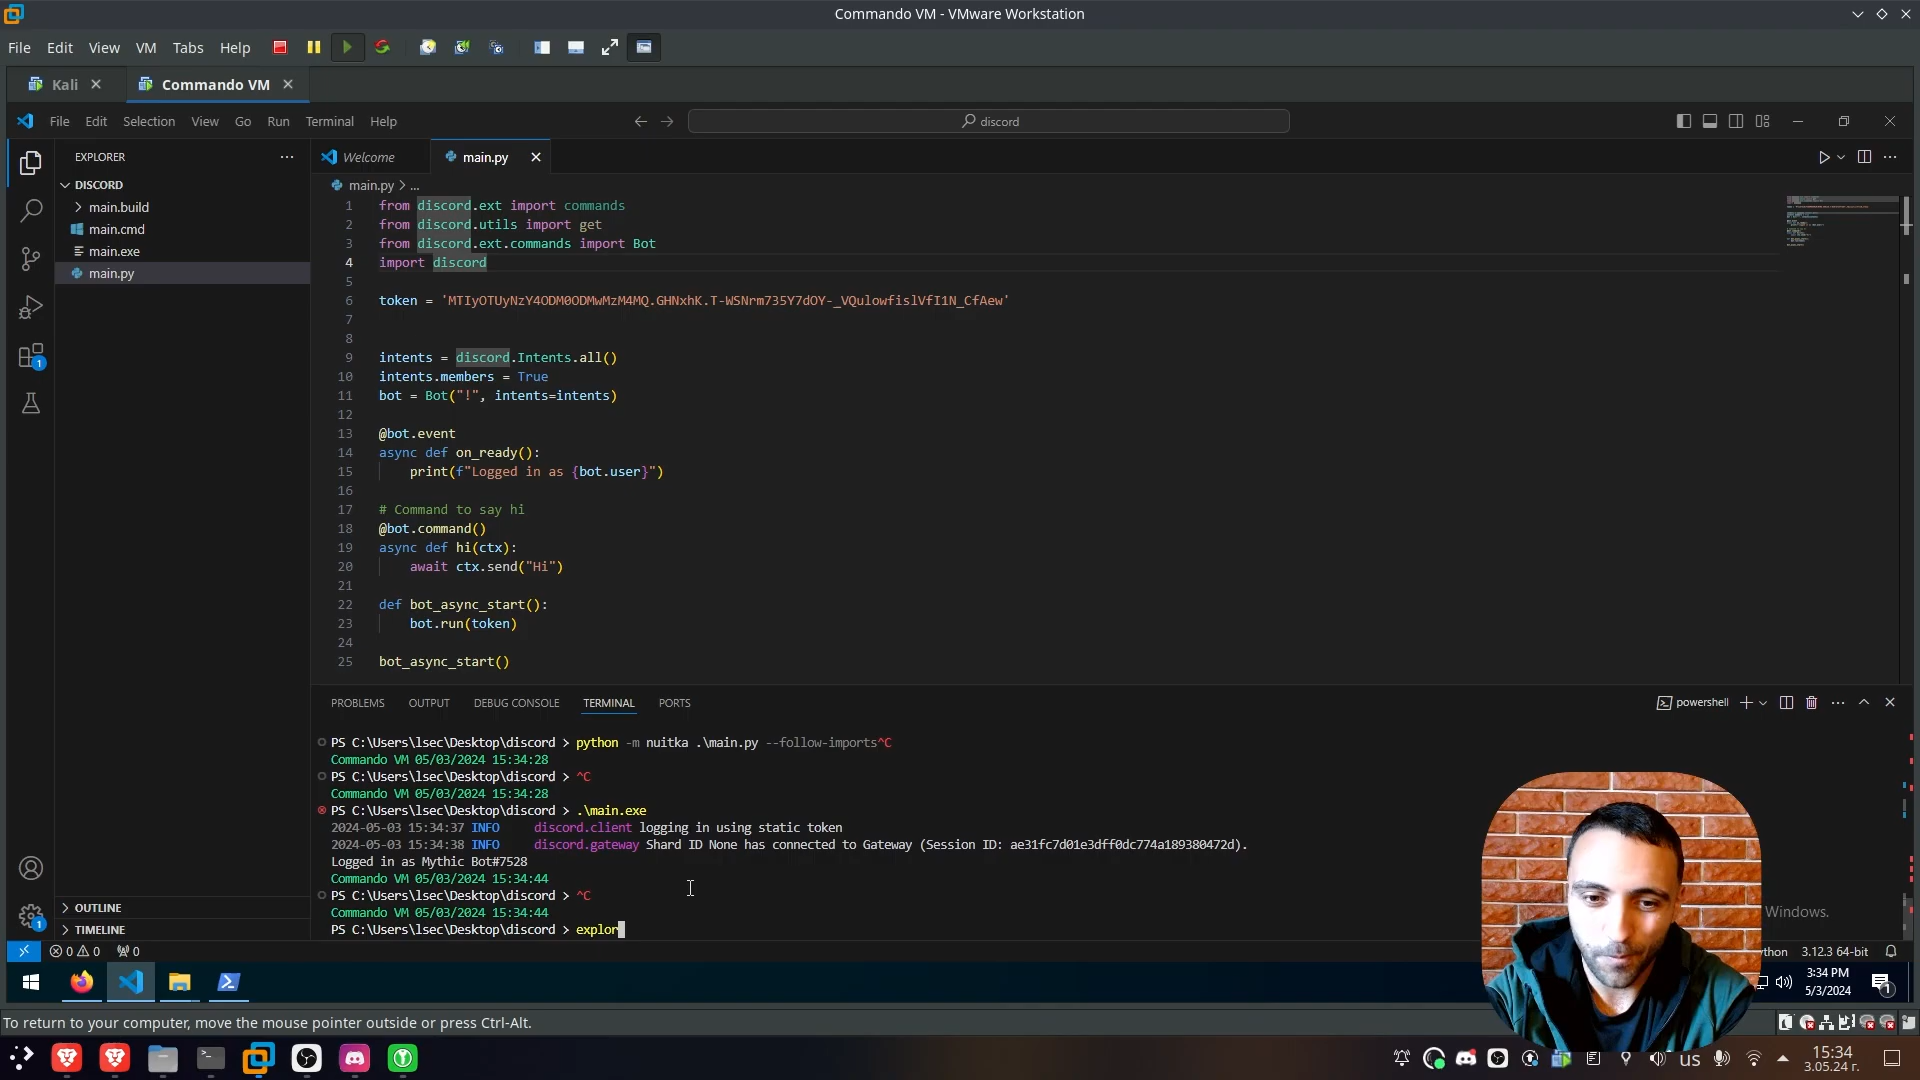 Commando VM - VMware Workstation
File Edit View VM Tabs Help
Kali
Commando VM
File Edit Selection View Go Run Terminal Help
discord
EXPLORER
DISCORD
main.build
main.cmd
main.exe
main.py
OUTLINE
TIMELINE
Welcome
main.py
main.py > ...
1 from discord.ext import commands
2 from discord.utils import get
3 from discord.ext.commands import Bot
4 import discord
5
6 token = 'MTIyOTUyNzY4ODM0ODMwMzM4MQ.GHNxhK.T-WSNrm735Y7dOY-_VQulowfislVfI1N_CfAew'
7
8
9 intents = discord.Intents.all()
10 intents.members = True
11 bot = Bot("!", intents=intents)
12
13 @bot.event
14 async def on_ready():
15 print(f"Logged in as {bot.user}")
16
17 # Command to say hi
18 @bot.command()
19 async def hi(ctx):
20 await ctx.send("Hi")
21
22 def bot_async_start():
23 bot.run(token)
24
25 bot_async_start()
PROBLEMS OUTPUT DEBUG CONSOLE TERMINAL PORTS
powershell
PS C:\Users\lsec\Desktop\discord > python -m nuitka .\main.py --follow-imports^C
Commando VM 05/03/2024 15:34:28
PS C:\Users\lsec\Desktop\discord > ^C
Commando VM 05/03/2024 15:34:28
PS C:\Users\lsec\Desktop\discord > .\main.exe
2024-05-03 15:34:37 INFO discord.client logging in using static token
2024-05-03 15:34:38 INFO discord.gateway Shard ID None has connected to Gateway (Session ID: ae31fc7d01e3dff0dc774a189380472d).
Logged in as Mythic Bot#7528
Commando VM 05/03/2024 15:34:44
PS C:\Users\lsec\Desktop\discord > ^C
Commando VM 05/03/2024 15:34:44
PS C:\Users\lsec\Desktop\discord > explor
Windows.
0 0 0
3.12.3 64-bit
3:34 PM
5/3/2024
To return to your computer, move the mouse pointer outside or press Ctrl-Alt.
us
15:34
3.05.24 г.